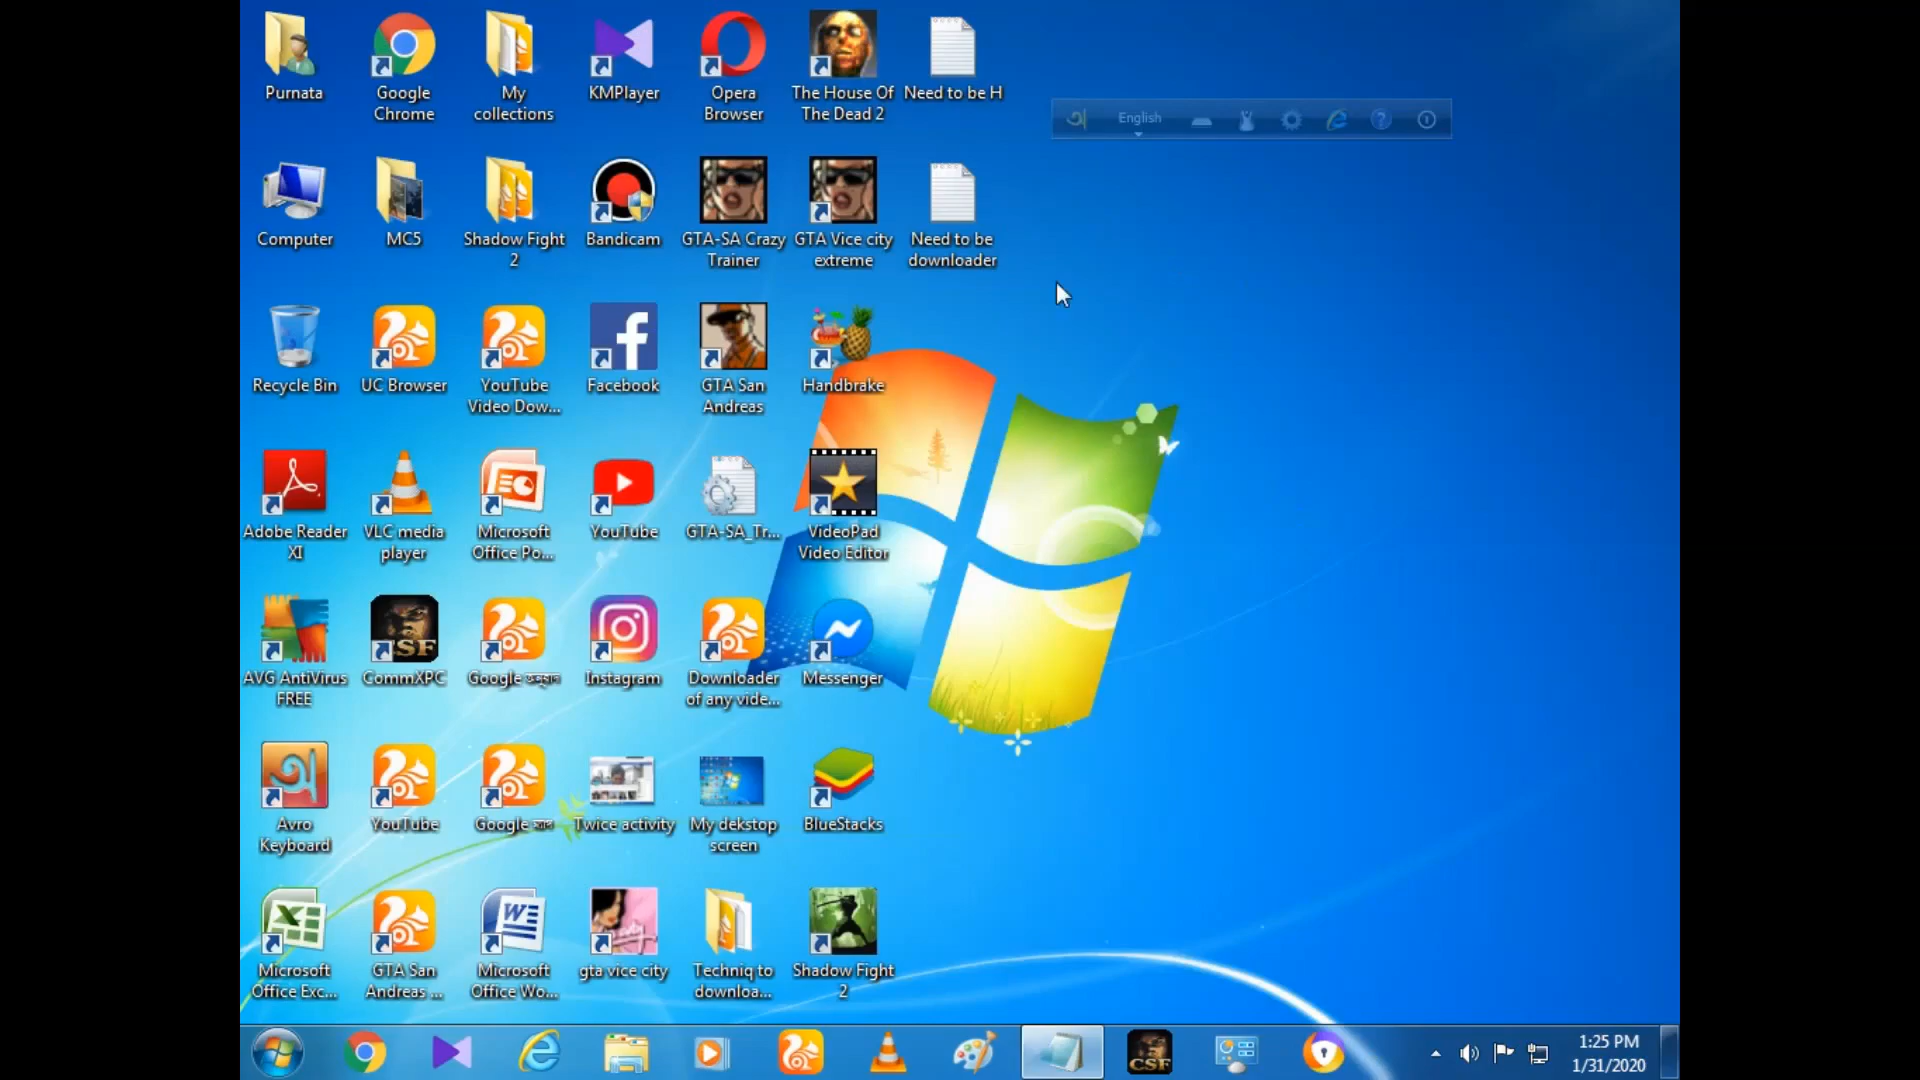 Purnata
Google
Chrome
My
collections
KMPlayer
Opera
Browser
The House Of
The Dead 2
Need to be H
English
Computer
MC5
Shadow Fight
2
Bandicam
GTA-SA Crazy
Trainer
GTA Vice city
extreme
Need to be
downloader
Recycle Bin
UC Browser
YouTube
Video Dow...
Facebook
GTA San
Andreas
Handbrake
Adobe Reader
XI
VLC media
player
Microsoft
Office Po...
YouTube
GTA-SA_Tr...
VideoPad
Video Editor
CSF
AVG AntiVirus
FREE
CommXPC
Google
Instagram
Downloader
of any vide...
Messenger
অ
Avro
Keyboard
YouTube
Google ম্যাপ
Twice activity
My dekstop
screen
BlueStacks
Microsoft
Office Exc...
GTA San
Andreas ...
Microsoft
Office Wo...
gta vice city
Techniq to
downloa...
Shadow Fight
2
CSF
1:25 PM
1/31/2020